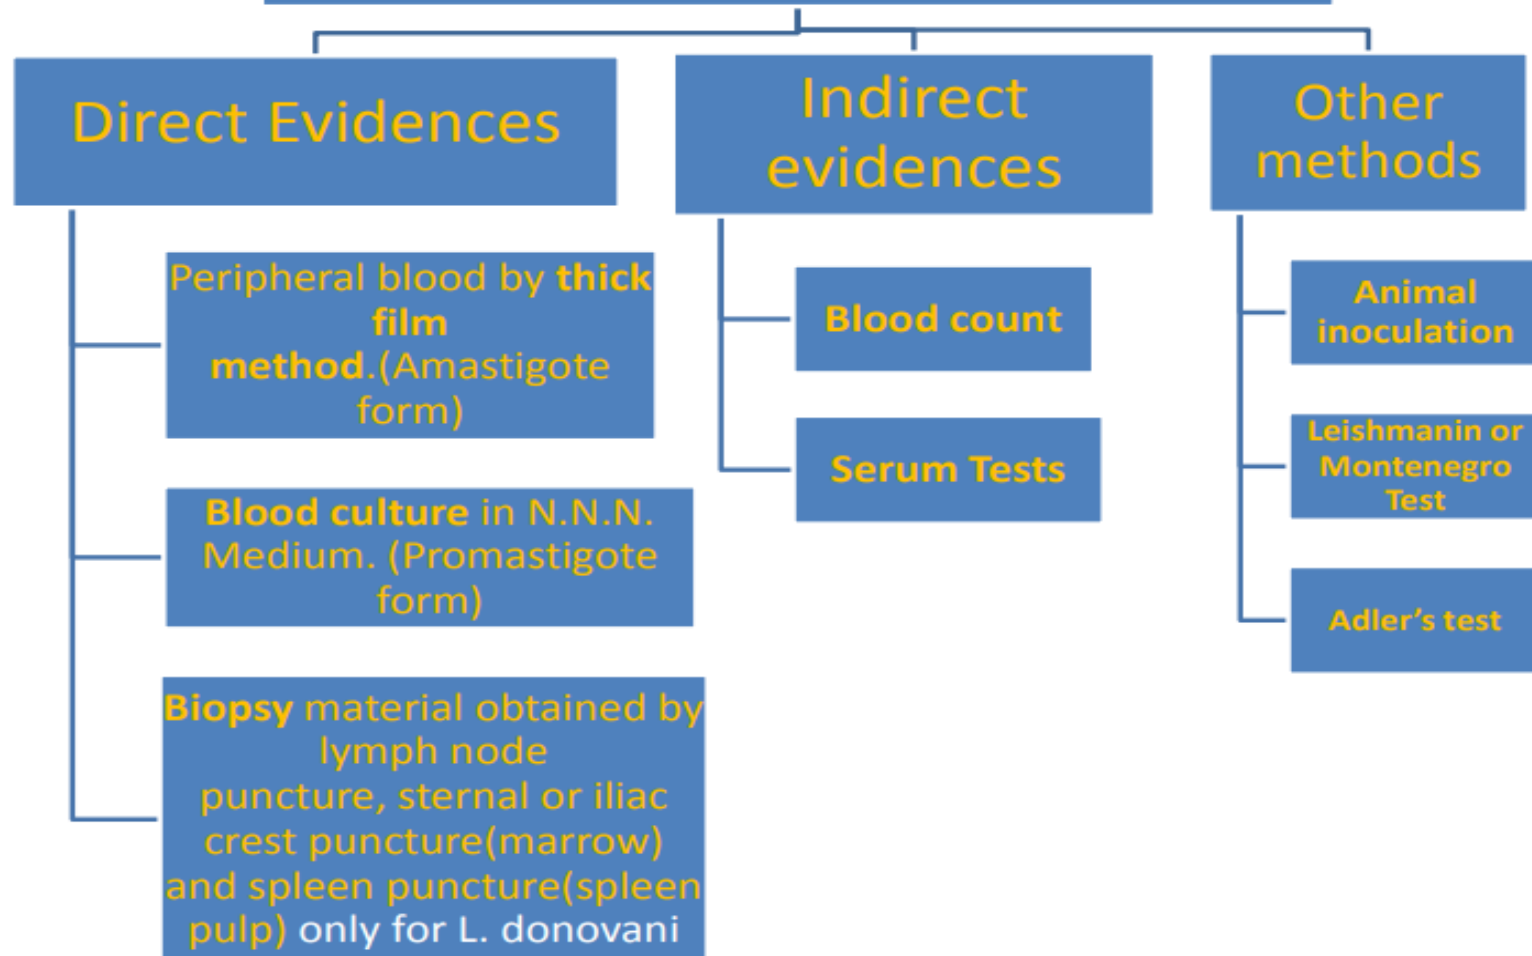 Direct Evidences
Peripheral blood by thick
film
method.(Amastigote
form)
Blood culture in N.N.N.
Medium. (Promastigote
form)
Biopsy material obtained by
lymph node
puncture, sternal or iliac
crest puncture(marrow)
and spleen puncture(spleen
pulp) only for L. donovani
Indirect
evidences
Blood count
Serum Tests
Other
methods
Animal
inoculation
Leishmanin or
Montenegro
Test
Adler’s test